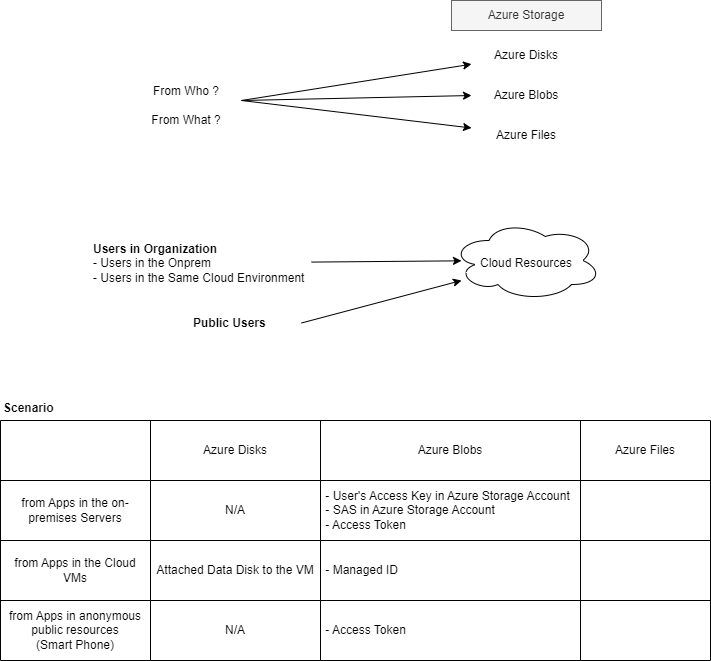 Azure Storage
Azure Disks
From Who ?
Azure Blobs
From What ?
Azure Files
Users in Organization
- Users in the Onprem
- Users in the Same Cloud Environment
Cloud Resources
Public Users
Scenario
Azure Disks
Azure Blobs
Azure Files
from Apps in the on-
premises Servers
N/A
- User's Access Key in Azure Storage Account
- SAS in Azure Storage Account
- Access Token
from Apps in the Cloud
VMs
Attached Data Disk to the VM
- Managed ID
from Apps in anonymous
public resources
(Smart Phone)
N/A
- Access Token